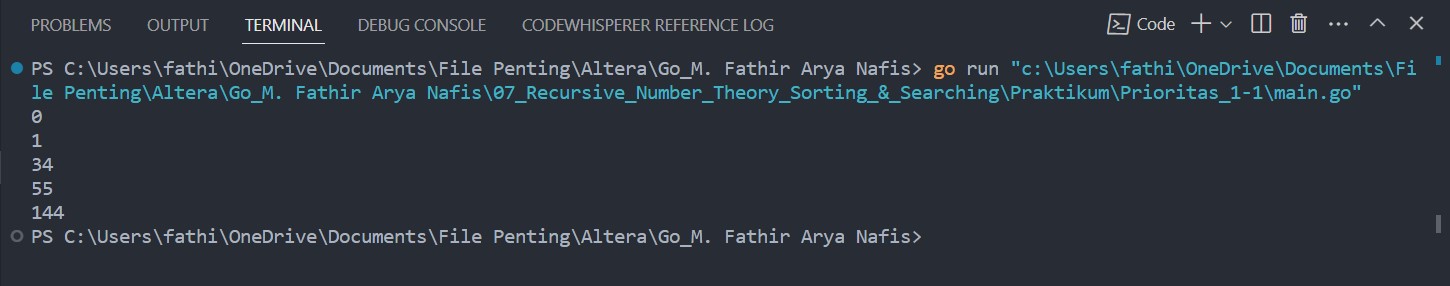 PROBLEMS OUTPUT TERMINAL DEBUG CONSOLE CODEWHISPERER REFERENCE LOG Code
PS C:\Users\fathi\OneDrive\Documents\File Penting\Altera\Go_M. Fathir Arya Nafis> go run "c:\Users\fathi\OneDrive\Documents\Fi
le Penting\Altera\Go_M. Fathir Arya Nafis\07_Recursive_Number_Theory_Sorting_&_Searching\Praktikum\Prioritas_1-1\main.go"
0
1
34
55
144
PS C:\Users\fathi\OneDrive\Documents\File Penting\Altera\Go_M. Fathir Arya Nafis>